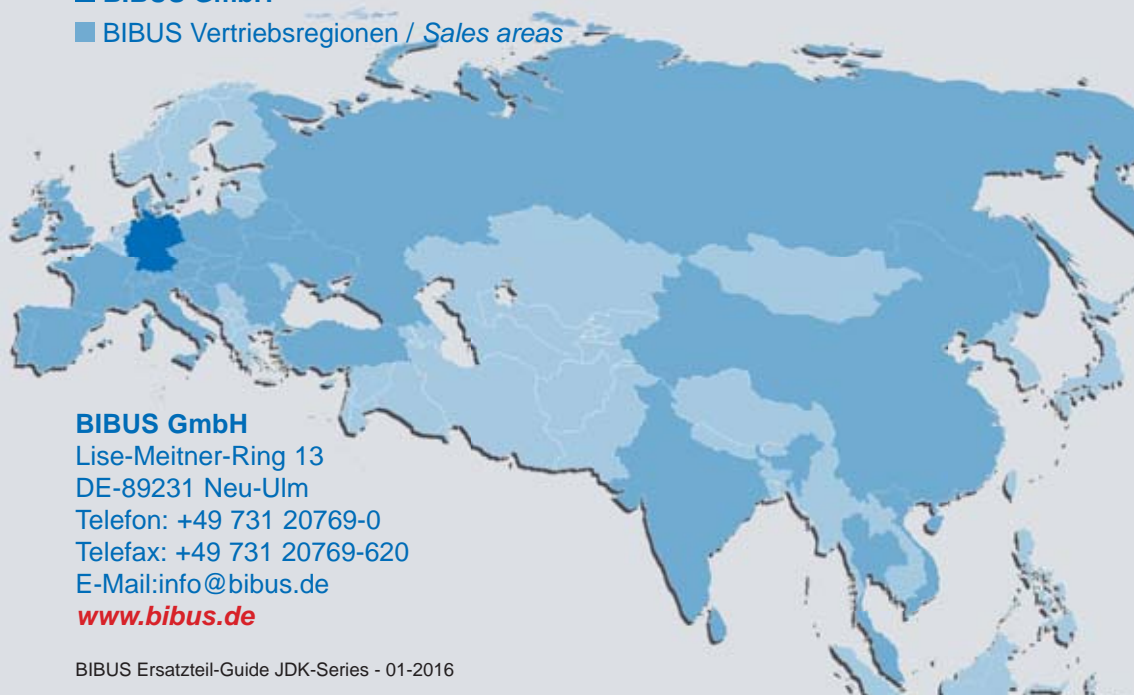 BIBUS GmbH
BIBUS Vertriebsregionen / Sales areas
BIBUS GmbH
Lise-Meitner-Ring 13
DE-89231 Neu-Ulm
Telefon: +49 731 20769-0
Telefax: +49 731 20769-620
E-Mail:info@bibus.de
www.bibus.de
BIBUS Ersatzteil-Guide JDK-Series - 01-2016